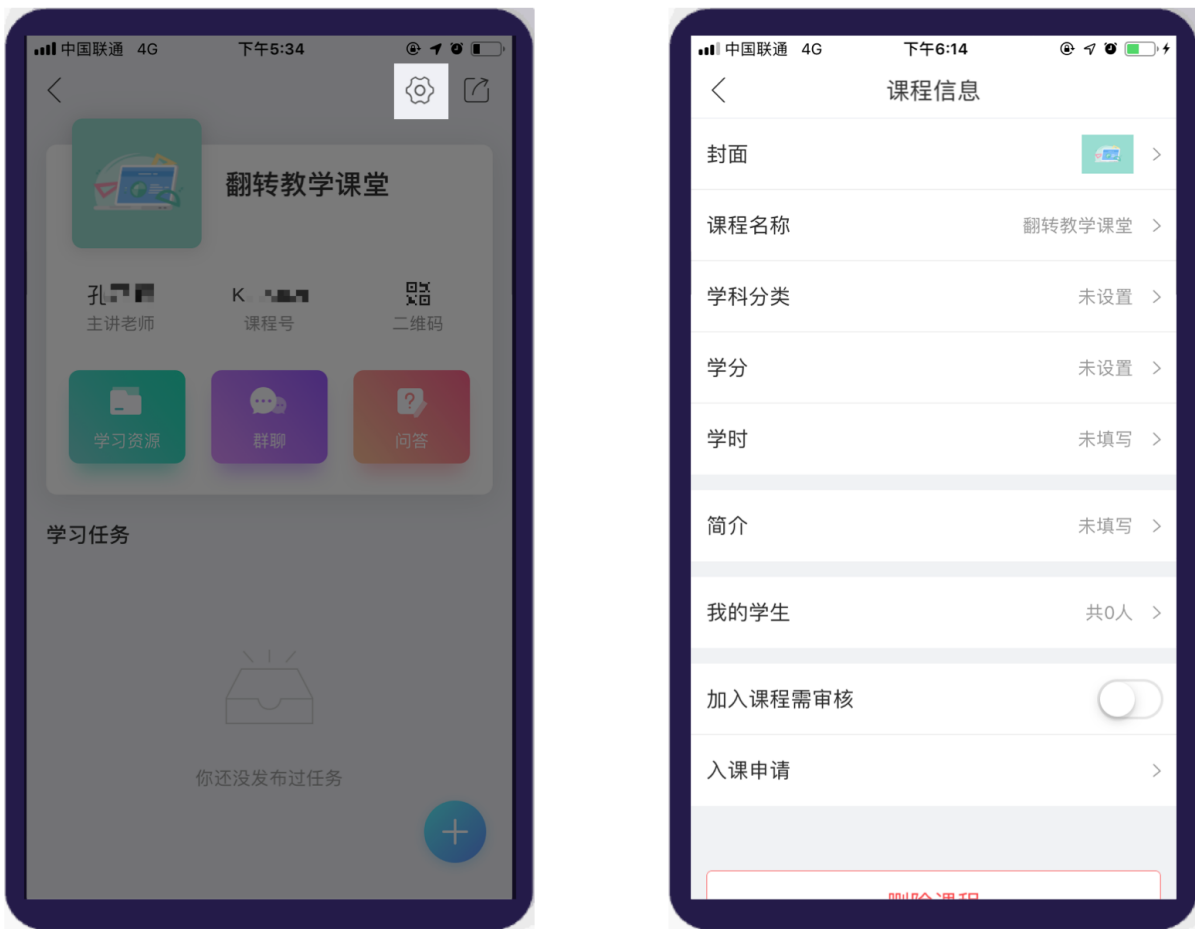 中国联通 4G 下午5:34
翻转教学课堂
孔
主讲老师
K
课程号
二维码
学习资源
群聊
问答
学习任务
你还没发布过任务
中国联通 4G 下午6:14
课程信息
封面
课程名称 翻转教学课堂
学科分类 未设置
学分 未设置
学时 未填写
简介 未填写
我的学生 共0人
加入课程需审核
入课申请
删除课程